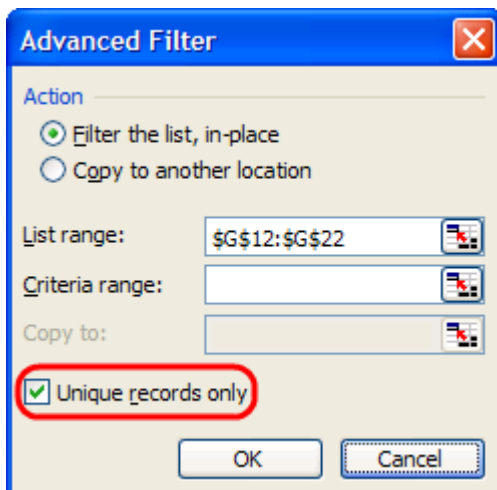 Advanced Filter
Action
Filter the list, in-place
Copy to another location
List range: $G$12:$G$22
Criteria range:
Copy to:
Unique records only
OK Cancel